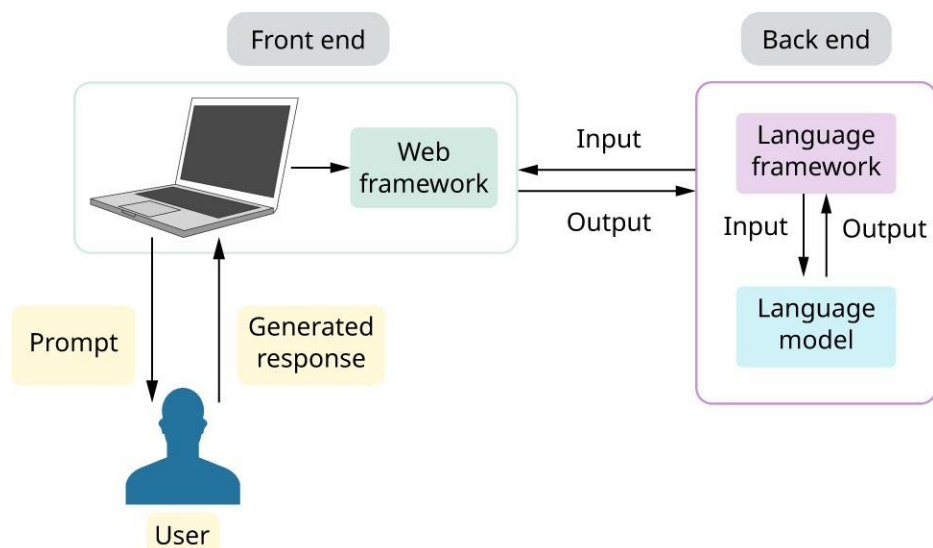 Front end
Back end
Web
framework
Input
Output
Language
framework
Input
Output
Language
model
Prompt
Generated
response
User